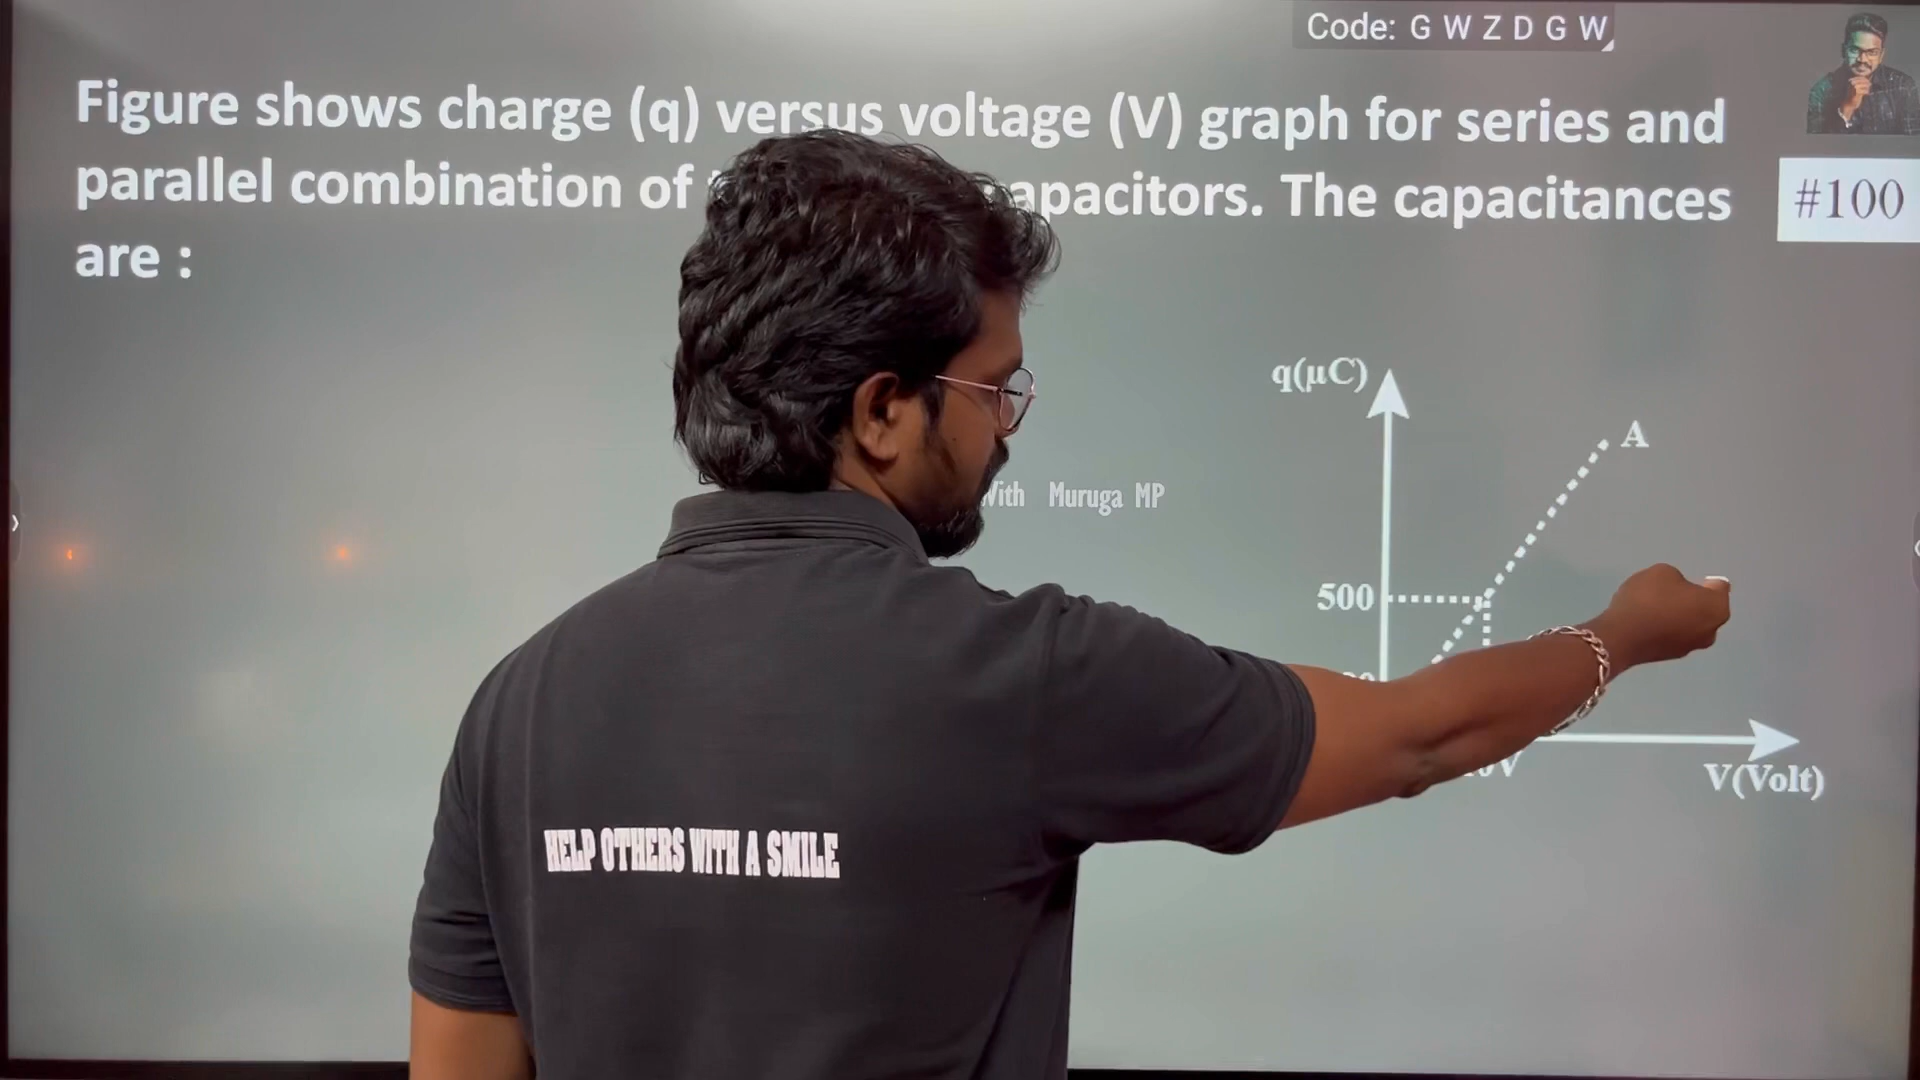 Code: G W Z D G W
Figure shows charge (q) versus voltage (V) graph for series and
parallel combination of apacitors. The capacitances
#100
are :
q(µC)
A
With Muruga MP
500
V(Volt)
HELP OTHERS WITH A SMILE